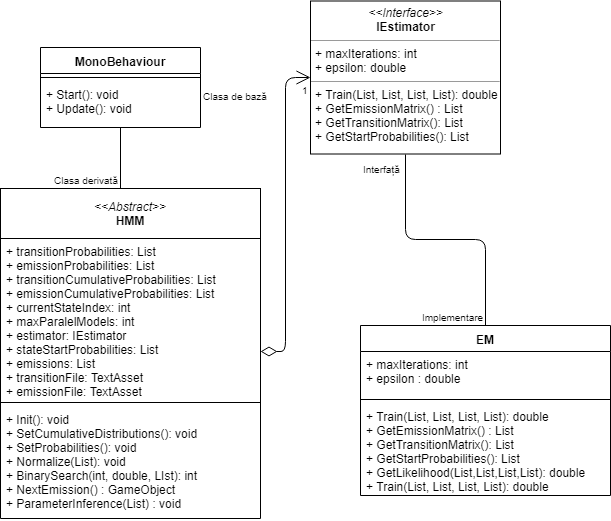 MonoBehaviour
+ Start(): void
+ Update(): void
Clasa de bază
<<Interface>>
IEstimator
+ maxIterations: int
+ epsilon: double
+ Train(List, List, List, List): double
+ GetEmissionMatrix() : List
+ GetTransitionMatrix(): List
+ GetStartProbabilities(): List
1
Interfață
Clasa derivată
<<Abstract>>
HMM
+ transitionProbabilities: List
+ emissionProbabilities: List
+ transitionCumulativeProbabilities: List
+ emissionCumulativeProbabilities: List
+ currentStateIndex: int
+ maxParalelModels: int
+ estimator: IEstimator
+ stateStartProbabilities: List
+ emissions: List
+ transitionFile: TextAsset
+ emissionFile: TextAsset
+ Init(): void
+ SetCumulativeDistributions(): void
+ SetProbabilities(): void
+ Normalize(List): void
+ BinarySearch(int, double, LIst): int
+ NextEmission() : GameObject
+ ParameterInference(List) : void
Implementare
EM
+ maxIterations: int
+ epsilon : double
+ Train(List, List, List, List): double
+ GetEmissionMatrix() : List
+ GetTransitionMatrix(): List
+ GetStartProbabilities(): List
+ GetLikelihood(List,List,List,List): double
+ Train(List, List, List, List): double